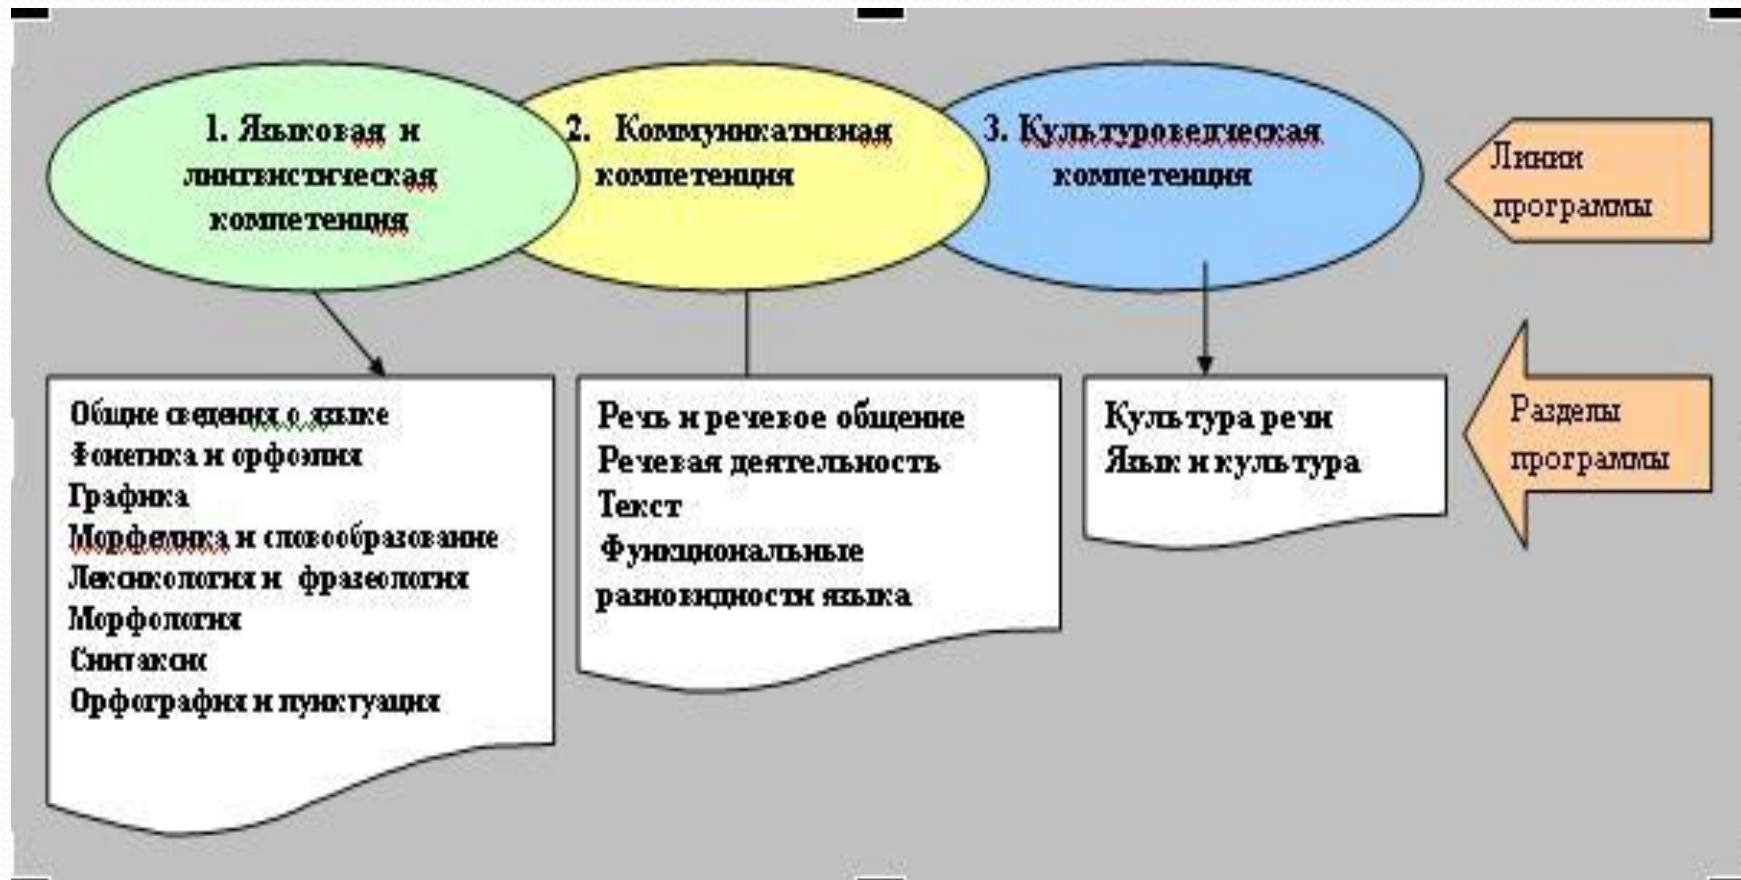 1. Языковая и
лингвистическая
компетенция
2. Коммуникативная
компетенция
3. Культуроведческая
компетенция
Линии
программы
Общие сведения о языке
Фонетика и орфоэпия
Графика
Морфемика и словообразование
Лексикология и фразеология
Морфология
Синтаксис
Орфография и пунктуация
Речь и речевое общение
Речевая деятельность
Текст
Функциональные
разновидности языка
Культура речи
Язык и культура
Разделы
программы